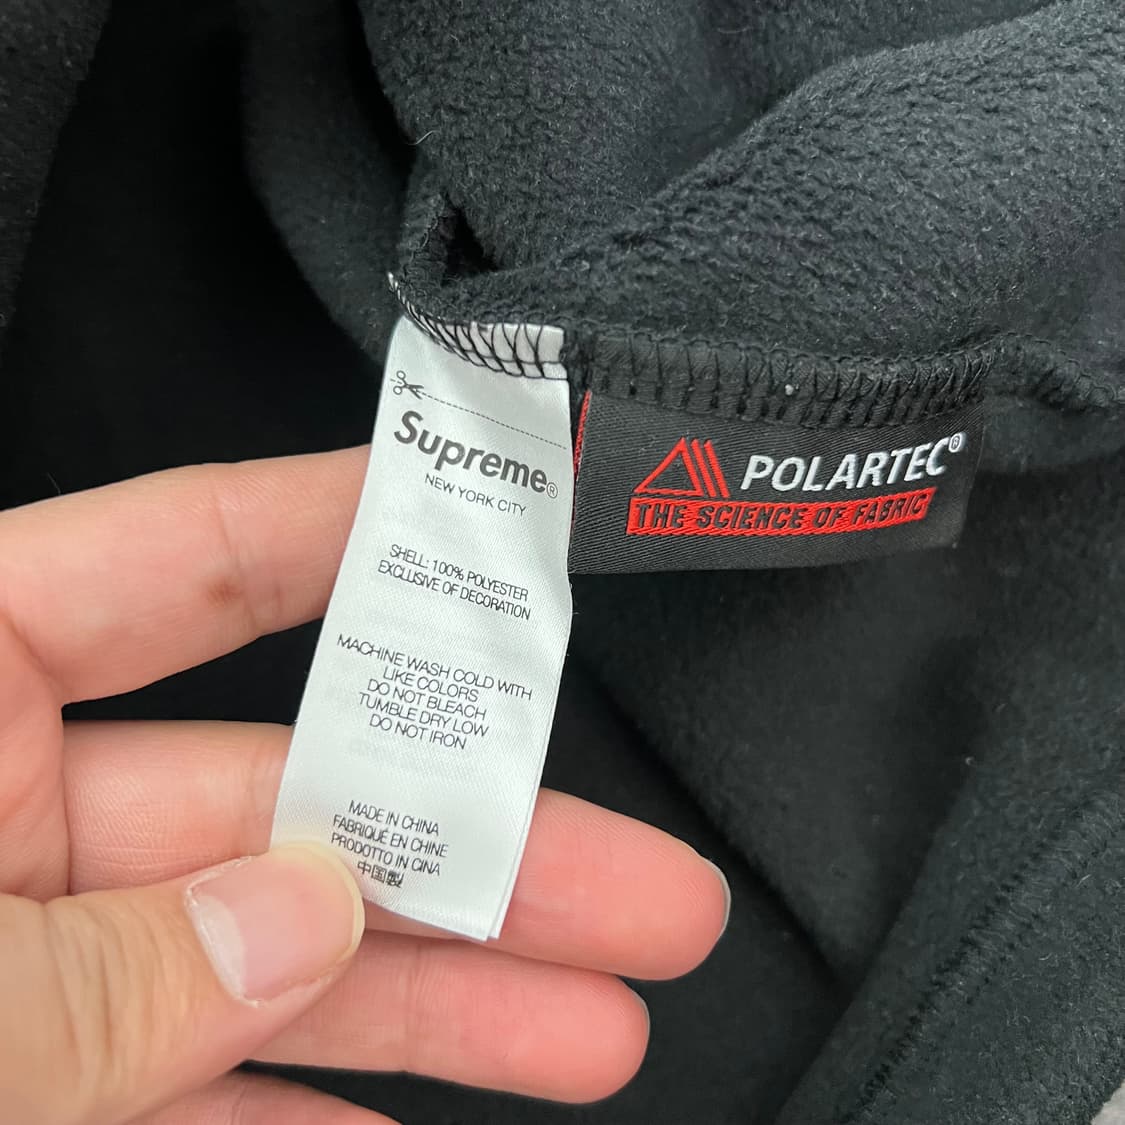 Supreme®
NEW YORK CITY
SHELL: 100% POLYESTER
EXCLUSIVE OF DECORATION
MACHINE WASH COLD WITH
LIKE COLORS
DO NOT BLEACH
TUMBLE DRY LOW
DO NOT IRON
MADE IN CHINA
FABRIQUÉ EN CHINE
PRODOTTO IN CINA
中国製
POLARTEC®
THE SCIENCE OF FABRIC